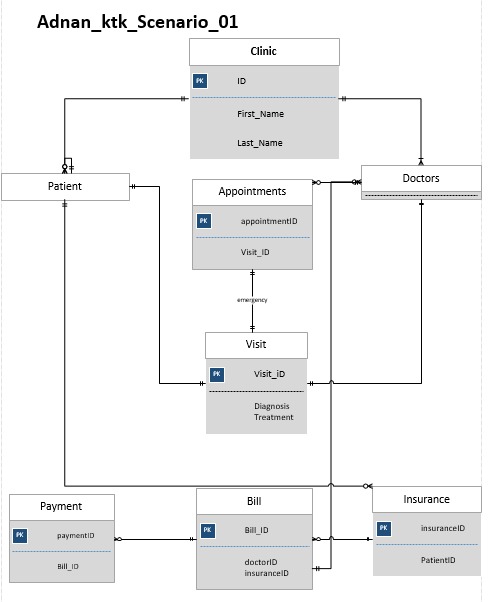 Adnan_ktk_Scenario_01
Clinic
PK ID
First_Name
Last_Name
Patient
Appointments
PK appointmentID
Visit_ID
Doctors
emergency
Visit
PK Visit_iD
Diagnosis
Treatment
Payment
PK paymentID
Bill_ID
Bill
PK Bill_ID
doctorID
insuranceID
Insurance
PK insuranceID
PatientID